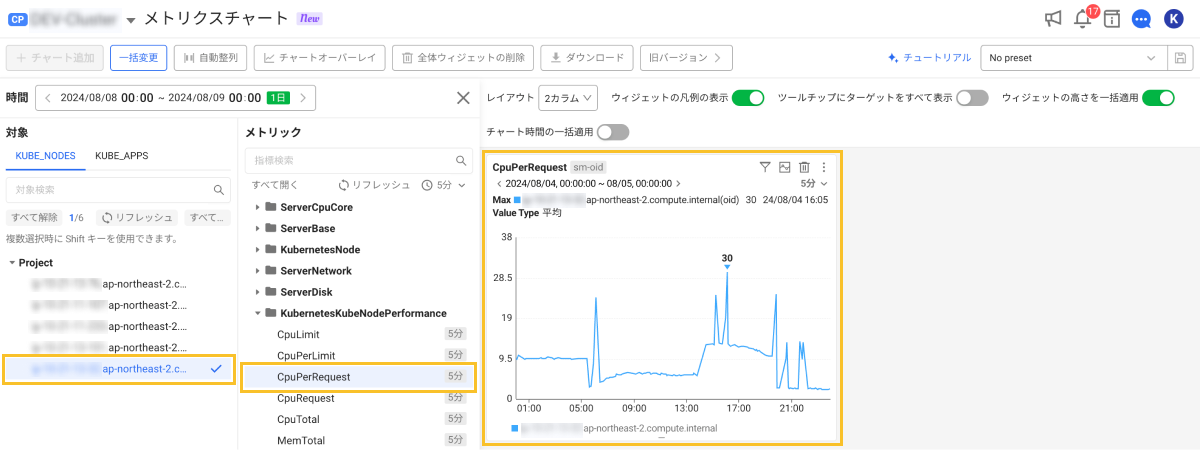 CP メトリクスチャート New 17 K
チャート追加 一括変更 自動整列 チャートオーバーレイ 全体ウィジェットの削除 ダウンロード 旧バージョン チュートリアル No preset
時間 2024/08/08 00:00 ~ 2024/08/09 00:00 1日
レイアウト 2カラム ウィジェットの凡例の表示 ツールチップにターゲットをすべて表示 ウィジェットの高さを一括適用
チャート時間の一括適用
対象
KUBE_NODES KUBE_APPS
対象検索
すべて解除 1/6 リフレッシュ すべて...
複数選択時に Shift キーを使用できます。
Project
ap-northeast-2.c...
ap-northeast-2....
ap-northeast-2....
ap-northeast-2....
ap-northeast-2.c...
メトリック
指標検索
すべて開く リフレッシュ 5分
ServerCpuCore
ServerBase
KubernetesNode
ServerNetwork
ServerDisk
KubernetesKubeNodePerformance
CpuLimit 5分
CpuPerLimit 5分
CpuPerRequest 5分
CpuRequest 5分
CpuTotal 5分
MemTotal 5分
CpuPerRequest sm-oid
2024/08/04, 00:00:00 ~ 08/05, 00:00:00 5分
Max ap-northeast-2.compute.internal(oid) 30 24/08/04 16:05
Value Type 平均
38
30
28.5
19
9.5
0
01:00 05:00 09:00 13:00 17:00 21:00
ap-northeast-2.compute.internal